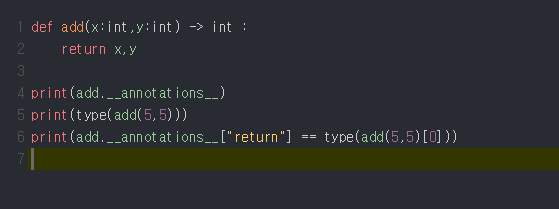 1 def add(x:int,y:int) -> int :
2     return x,y
3
4 print(add.__annotations__)
5 print(type(add(5,5)))
6 print(add.__annotations__["return"] == type(add(5,5)[0]))
7